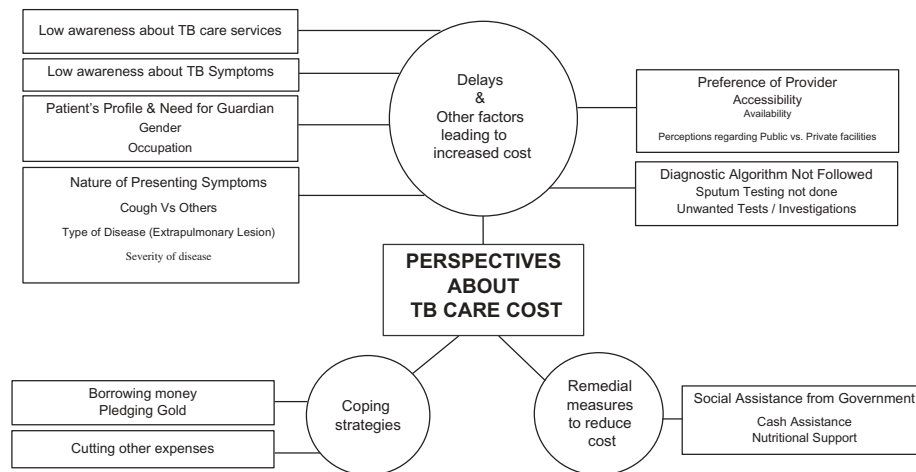 Low awareness about TB care services
Low awareness about TB Symptoms
Patient's Profile & Need for Guardian
Gender
Occupation
Nature of Presenting Symptoms
Cough Vs Others
Type of Disease (Extrapulmonary Lesion)
Severity of disease
Delays
&
Other factors
leading to
increased cost
Preference of Provider
Accessibility
Availability
Perceptions regarding Public vs. Private facilities
Diagnostic Algorithm Not Followed
Sputum Testing not done
Unwanted Tests / Investigations
PERSPECTIVES
ABOUT
TB CARE COST
Borrowing money
Pledging Gold
Cutting other expenses
Coping
strategies
Remedial
measures
to reduce
cost
Social Assistance from Government
Cash Assistance
Nutritional Support